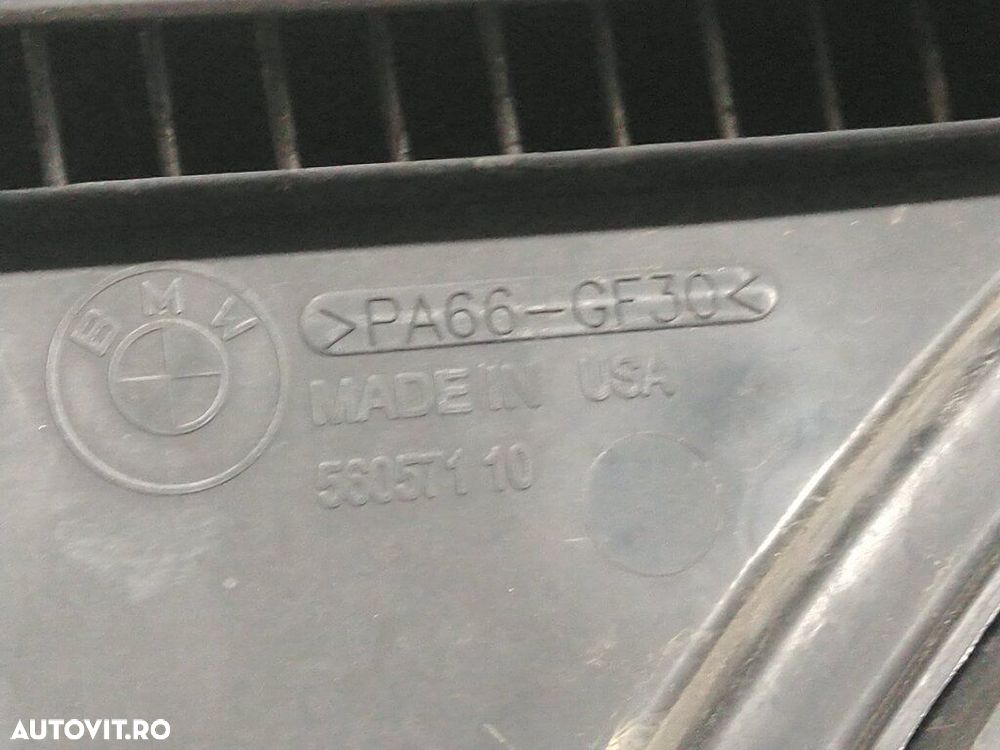 BMW
>PA66-GF30<
MADE IN USA
560571 10
AUTOVIT.RO